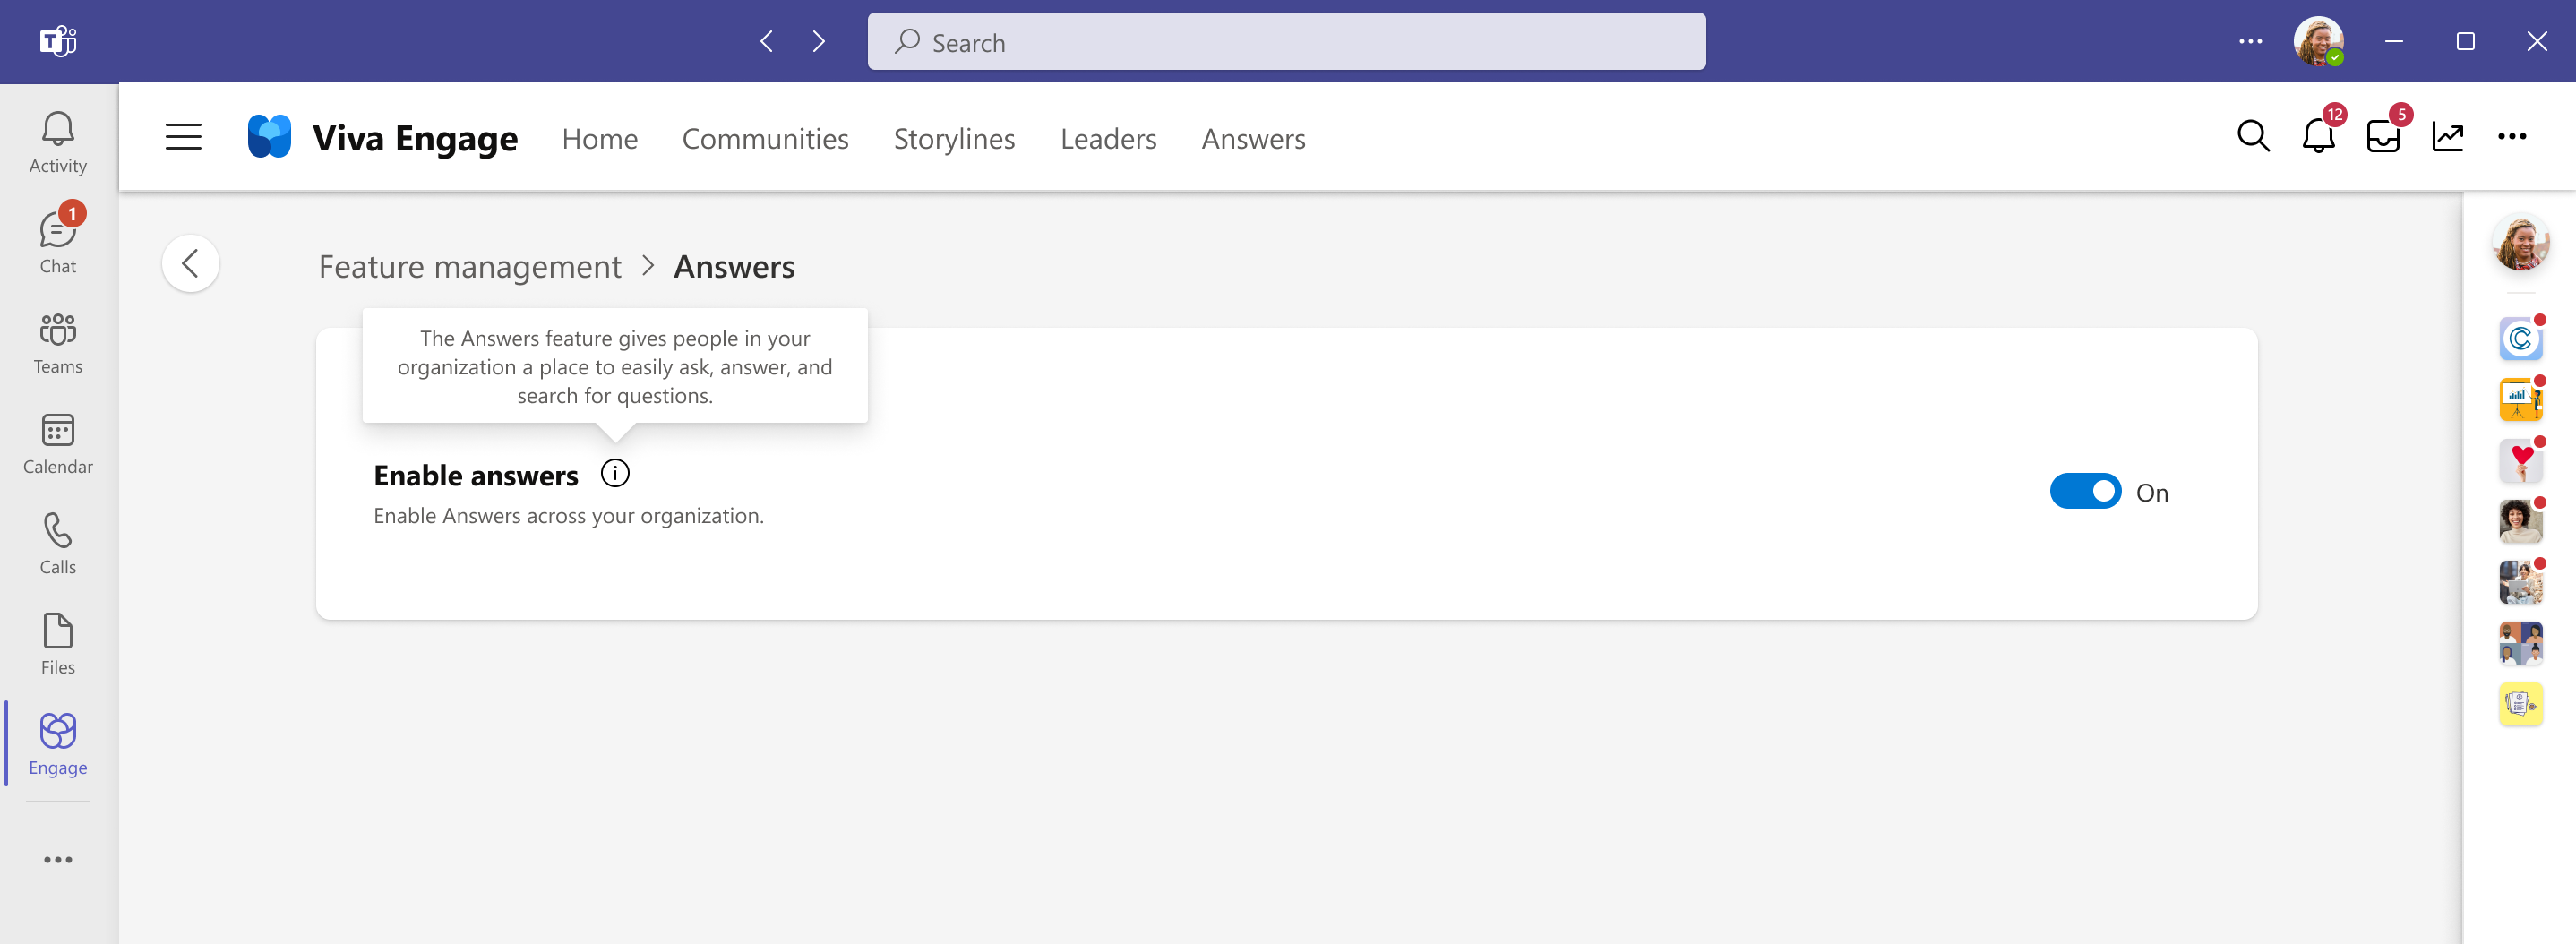 Search
Viva Engage
Home
Communities
Storylines
Leaders
Answers
12
5
Activity
1
Chat
Teams
Calendar
Calls
Files
Engage
Feature management > Answers
The Answers feature gives people in your
organization a place to easily ask, answer, and
search for questions.
Enable answers
Enable Answers across your organization.
On